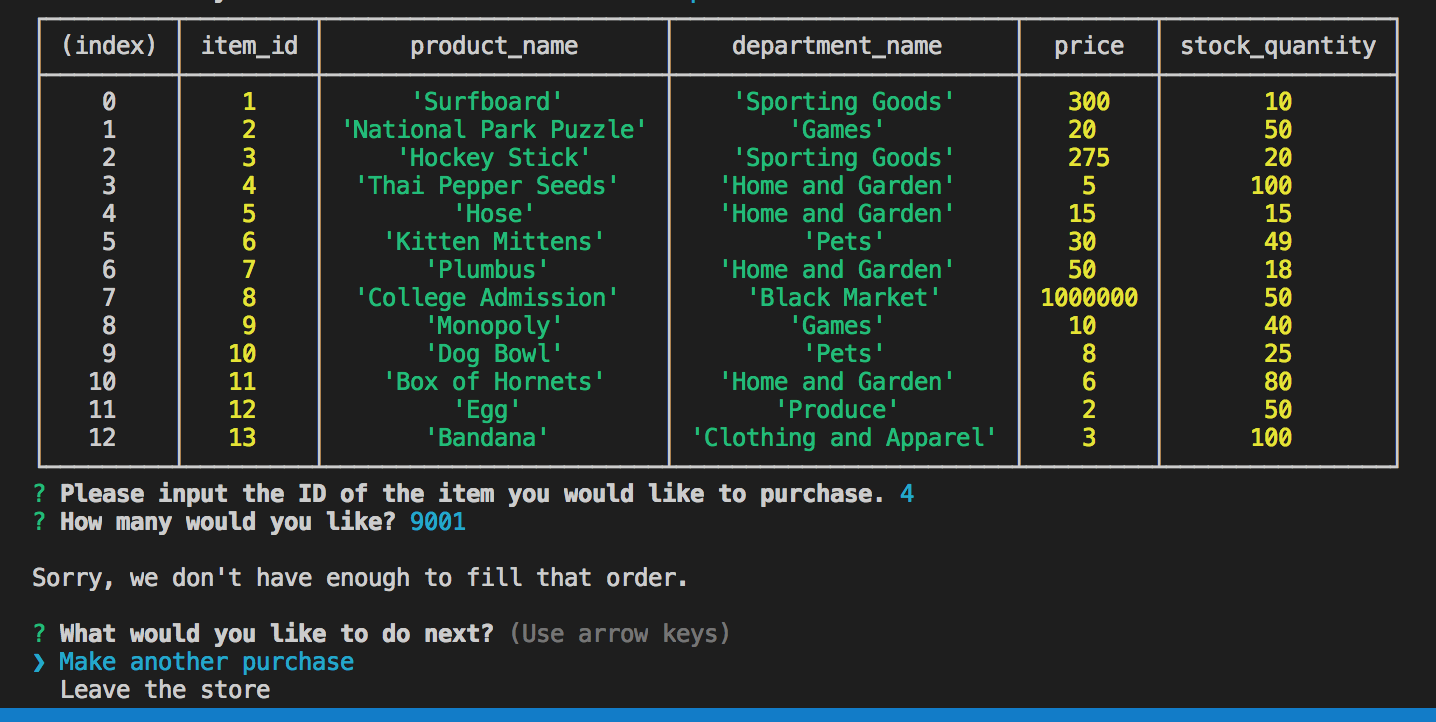 (index) item_id product_name department_name price stock_quantity
0 1 'Surfboard' 'Sporting Goods' 300 10
1 2 'National Park Puzzle' 'Games' 20 50
2 3 'Hockey Stick' 'Sporting Goods' 275 20
3 4 'Thai Pepper Seeds' 'Home and Garden' 5 100
4 5 'Hose' 'Home and Garden' 15 15
5 6 'Kitten Mittens' 'Pets' 30 49
6 7 'Plumbus' 'Home and Garden' 50 18
7 8 'College Admission' 'Black Market' 1000000 50
8 9 'Monopoly' 'Games' 10 40
9 10 'Dog Bowl' 'Pets' 8 25
10 11 'Box of Hornets' 'Home and Garden' 6 80
11 12 'Egg' 'Produce' 2 50
12 13 'Bandana' 'Clothing and Apparel' 3 100
? Please input the ID of the item you would like to purchase. 4
? How many would you like? 9001
Sorry, we don't have enough to fill that order.
? What would you like to do next? (Use arrow keys)
❯ Make another purchase
Leave the store